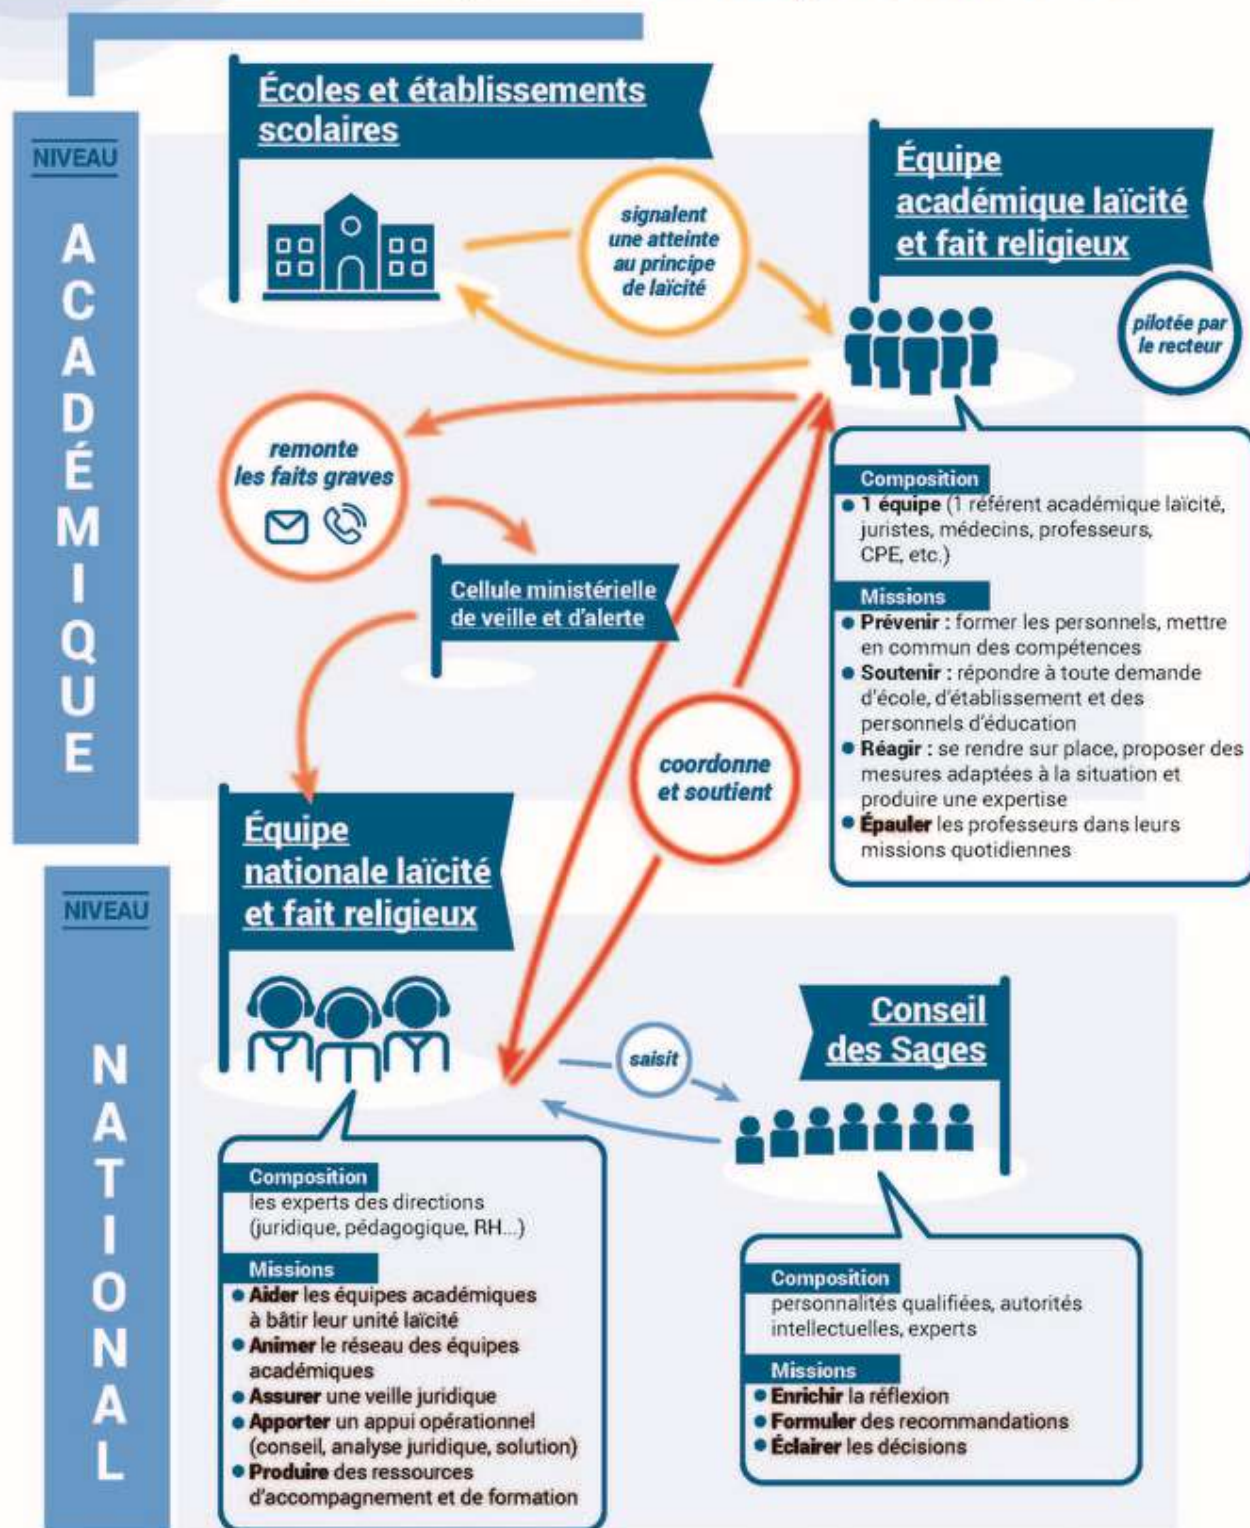 NIVEAU
ACADÉMIQUE
Écoles et établissements
scolaires
signalent
une atteinte
au principe
de laïcité
Équipe
académique laïcité
et fait religieux
pilotée par
le recteur
Composition
● 1 équipe (1 référent académique laïcité,
juristes, médecins, professeurs,
CPE, etc.)
Missions
● Prévenir : former les personnels, mettre
en commun des compétences
● Soutenir : répondre à toute demande
d'école, d'établissement et des
personnels d'éducation
● Réagir : se rendre sur place, proposer des
mesures adaptées à la situation et
produire une expertise
● Épauler les professeurs dans leurs
missions quotidiennes
remonte
les faits graves
Cellule ministérielle
de veille et d'alerte
coordonne
et soutient
NIVEAU
NATIONAL
Équipe
nationale laïcité
et fait religieux
saisit
Conseil
des Sages
Composition
les experts des directions
(juridique, pédagogique, RH...)
Missions
● Aider les équipes académiques
à bâtir leur unité laïcité
● Animer le réseau des équipes
académiques
● Assurer une veille juridique
● Apporter un appui opérationnel
(conseil, analyse juridique, solution)
● Produire des ressources
d'accompagnement et de formation
Composition
personnalités qualifiées, autorités
intellectuelles, experts
Missions
● Enrichir la réflexion
● Formuler des recommandations
● Éclairer les décisions